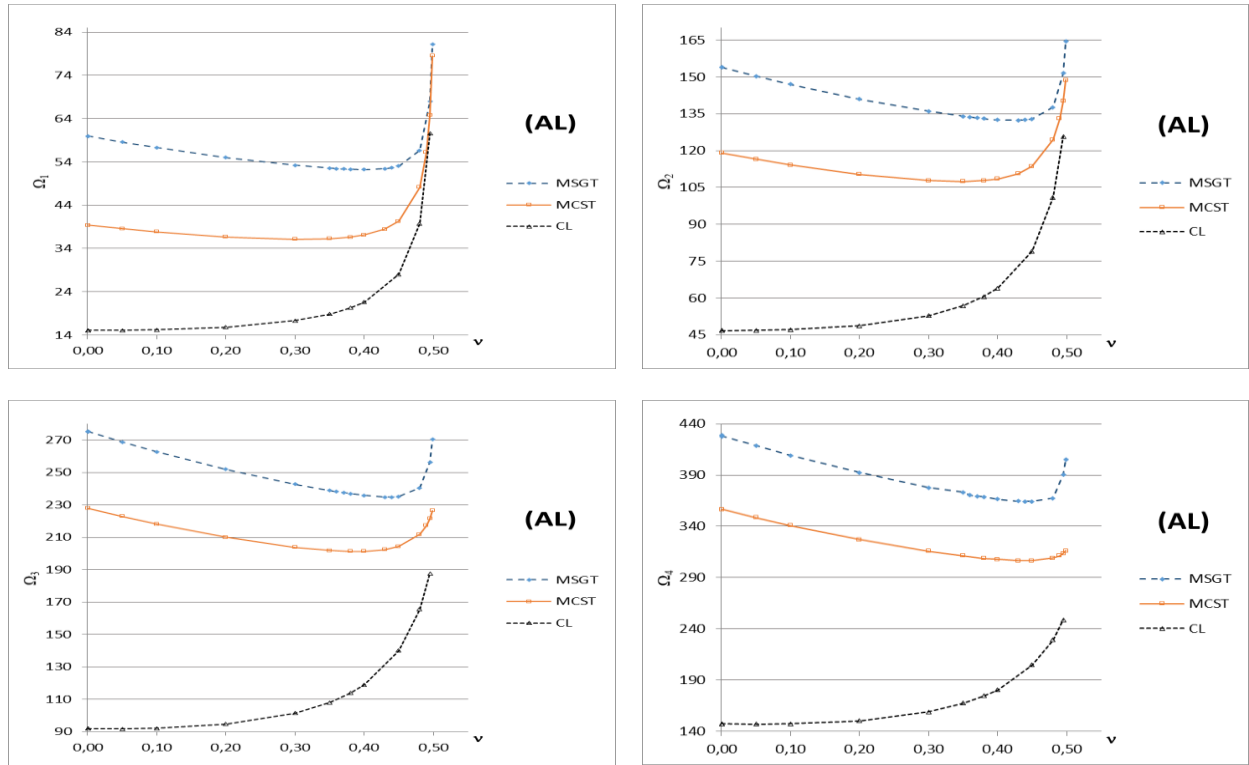 84
74
64
54
44
34
24
14
Ω1
0,00 0,10 0,20 0,30 0,40 0,50 ν
(AL)
MSGT
MCST
CL
165
150
135
120
105
90
75
60
45
Ω2
0,00 0,10 0,20 0,30 0,40 0,50 ν
(AL)
MSGT
MCST
CL
270
250
230
210
190
170
150
130
110
90
Ω3
0,00 0,10 0,20 0,30 0,40 0,50 ν
(AL)
MSGT
MCST
CL
440
390
340
290
240
190
140
Ω4
0,00 0,10 0,20 0,30 0,40 0,50 ν
(AL)
MSGT
MCST
CL